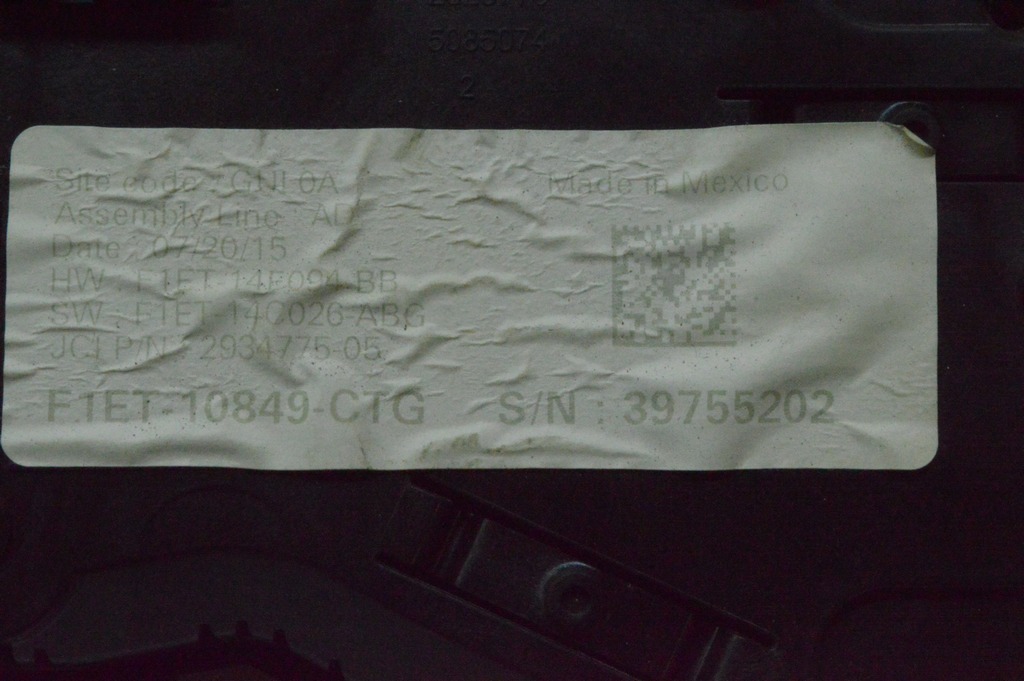 5085074
2
Site code : GNL0A
Made in Mexico
Assembly Line : AD
Date : 07/20/15
HW : F1ET-14F094-BB
SW : F1ET-14C026-ABG
JCI P/N : 2934775-05
F1ET-10849-CTG S/N : 39755202